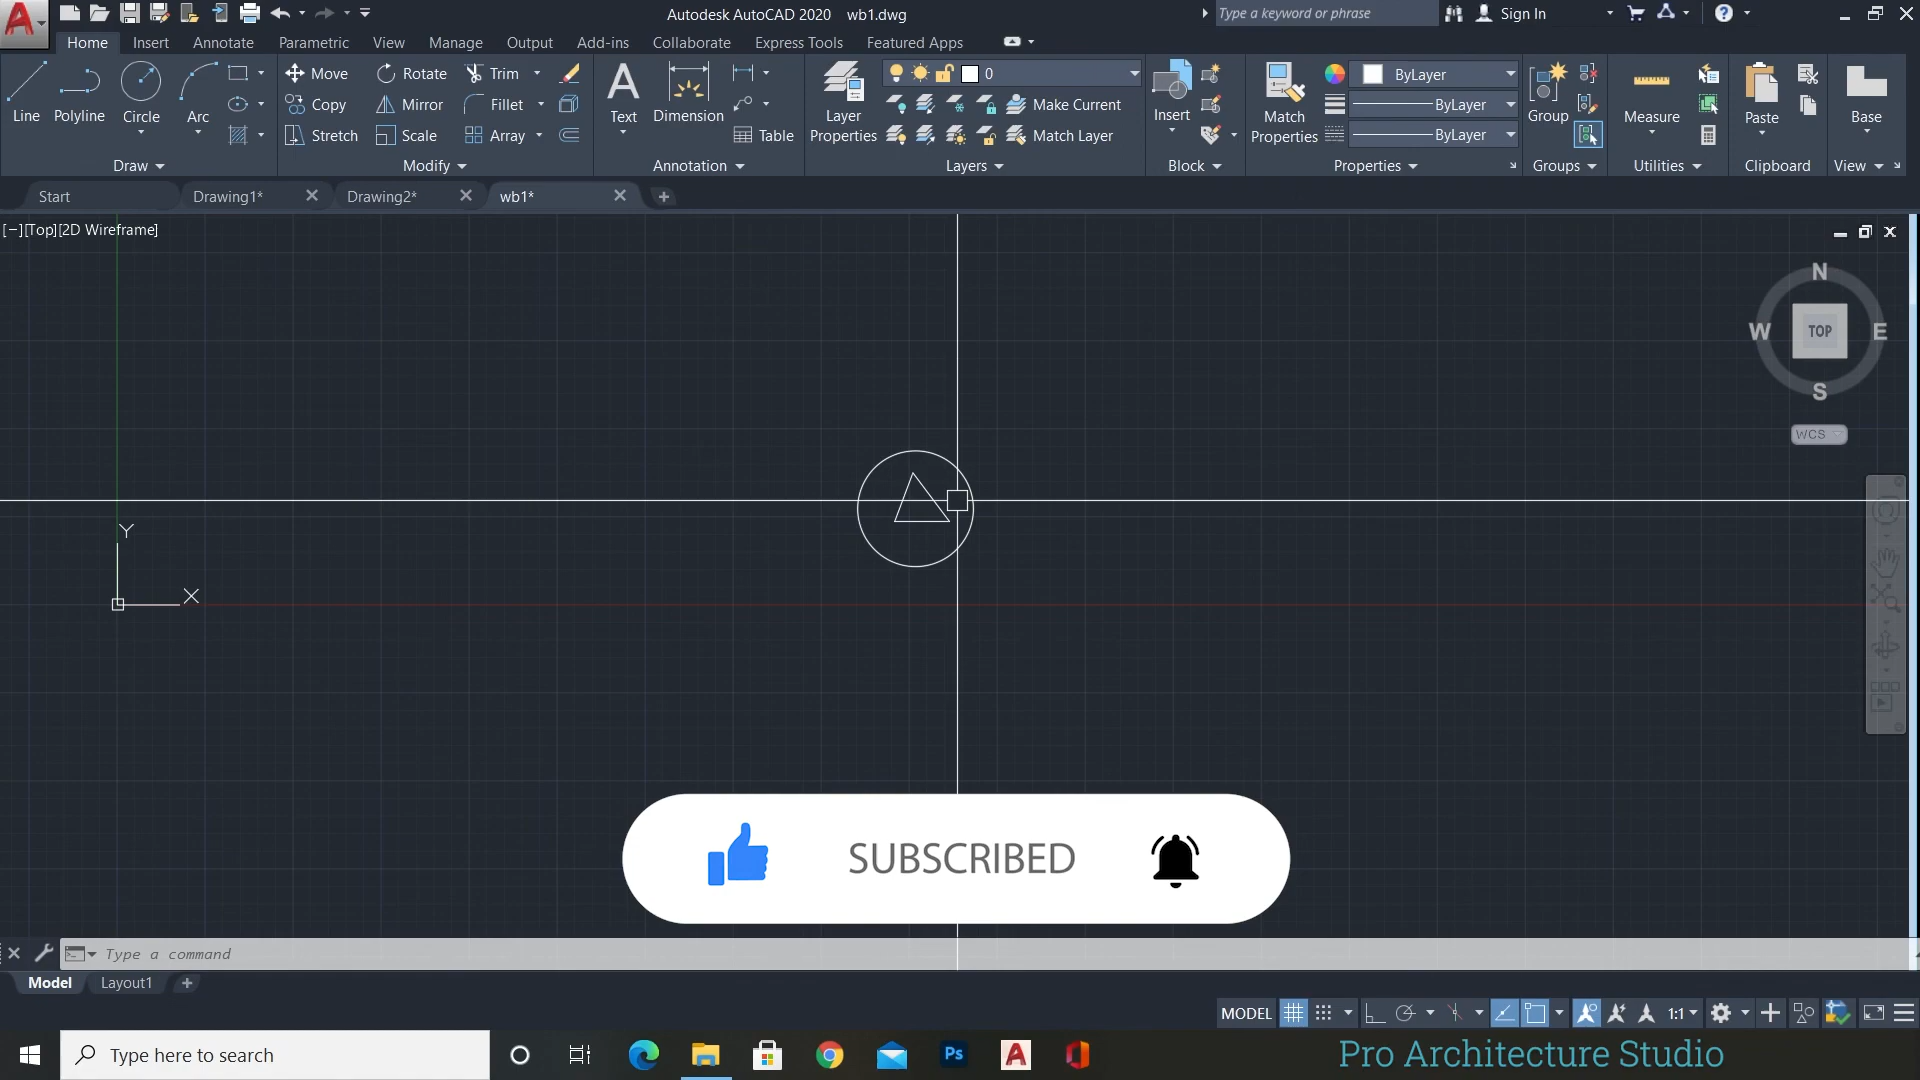 Autodesk AutoCAD 2020 wb1.dwg
Type a keyword or phrase
Sign In
Home Insert Annotate Parametric View Manage Output Add-ins Collaborate Express Tools Featured Apps
Line Polyline Circle Arc
Move Rotate Trim
Copy Mirror Fillet
Stretch Scale Array
Text Dimension
Table
Layer Properties
0
Make Current
Match Layer
Insert
Match Properties
ByLayer
ByLayer
ByLayer
Group
Measure
Paste
Base
Draw Modify Annotation Layers Block Properties Groups Utilities Clipboard View
Start Drawing1* Drawing2* wb1*
[−][Top][2D Wireframe]
N
W TOP E
S
WCS
Y
X
SUBSCRIBED
Type a command
Model Layout1
MODEL 1:1
Type here to search
Ps
Pro Architecture Studio